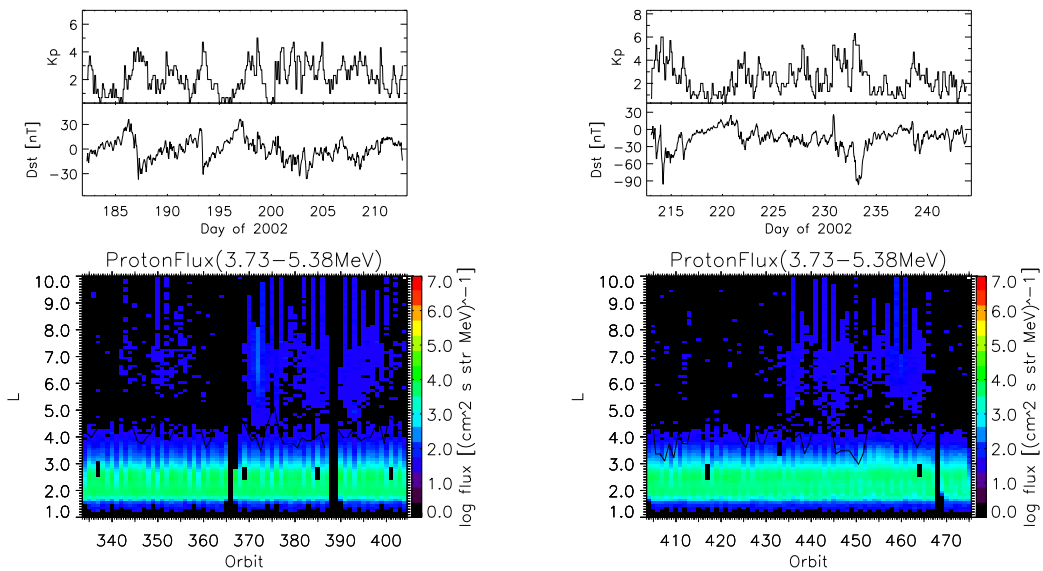 6
4
2
Kp
30
0
−30
Dst [nT]
185 190 195 200 205 210
Day of 2002
ProtonFlux(3.73−5.38MeV)
10.0
9.0
8.0
7.0
6.0
5.0
4.0
3.0
2.0
1.0
L
340 350 360 370 380 390 400
Orbit
7.0
6.0
5.0
4.0
3.0
2.0
1.0
0.0
log flux [(cm^2 s str MeV)^−1]
8
6
4
2
Kp
30
0
−30
−60
−90
Dst [nT]
215 220 225 230 235 240
Day of 2002
ProtonFlux(3.73−5.38MeV)
10.0
9.0
8.0
7.0
6.0
5.0
4.0
3.0
2.0
1.0
L
410 420 430 440 450 460 470
Orbit
7.0
6.0
5.0
4.0
3.0
2.0
1.0
0.0
log flux [(cm^2 s str MeV)^−1]